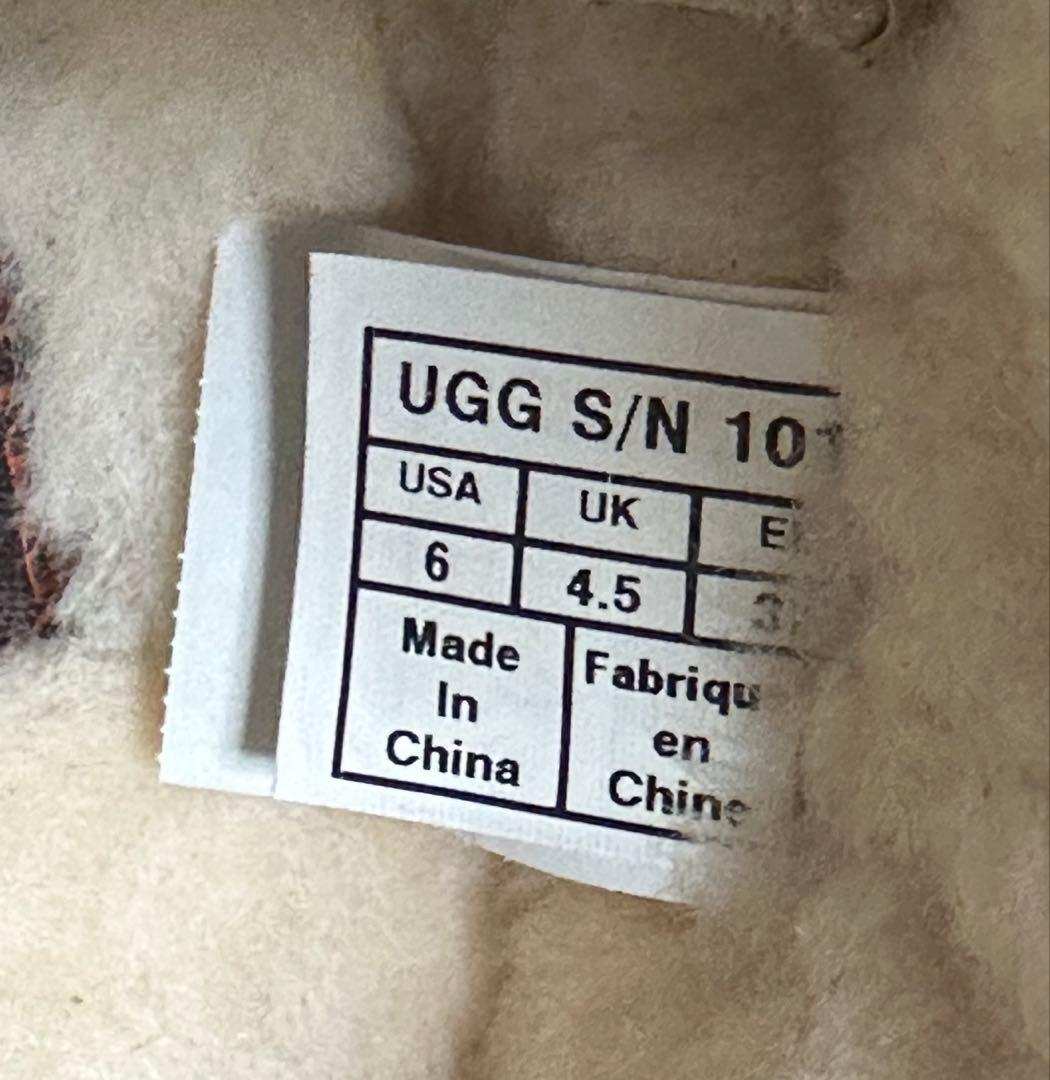 UGG S/N 10
USA UK
6 4.5
Made
In
China
Fabriqu
en
Chine